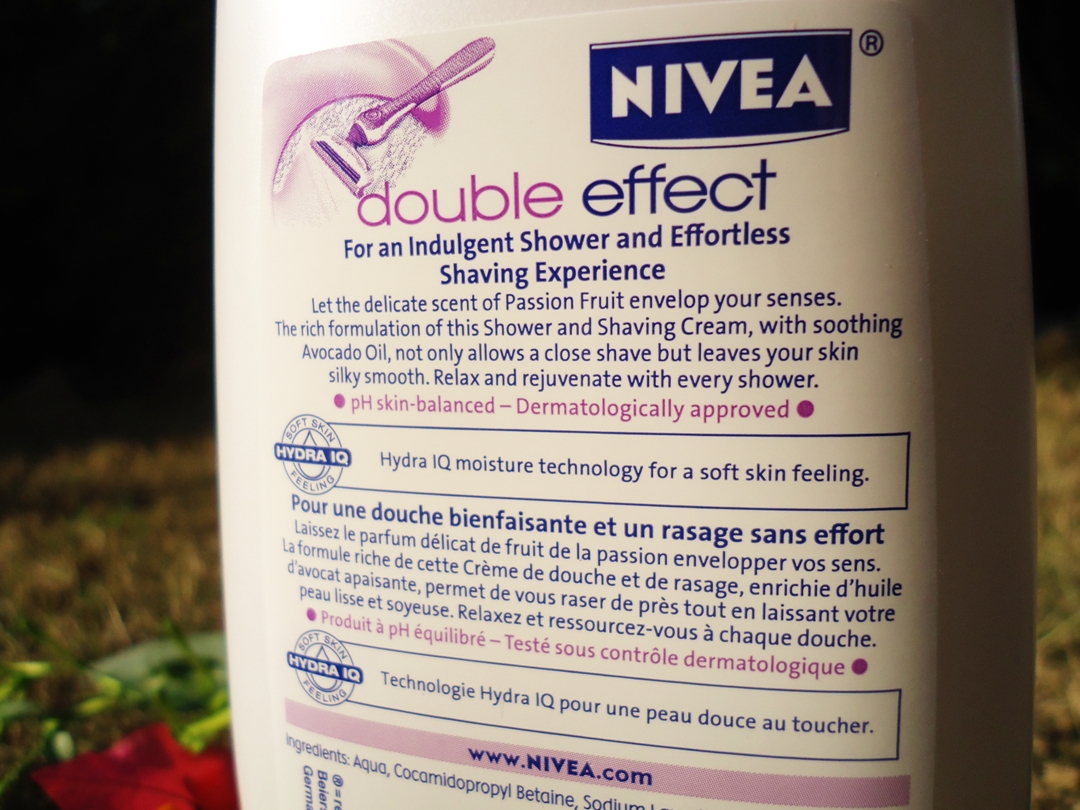 NIVEA®
double effect
For an Indulgent Shower and Effortless
Shaving Experience
Let the delicate scent of Passion Fruit envelop your senses.
The rich formulation of this Shower and Shaving Cream, with soothing
Avocado Oil, not only allows a close shave but leaves your skin
silky smooth. Relax and rejuvenate with every shower.
● pH skin-balanced – Dermatologically approved ●
SOFT SKIN
HYDRA IQ
FEELING
Hydra IQ moisture technology for a soft skin feeling.
Pour une douche bienfaisante et un rasage sans effort
Laissez le parfum délicat de fruit de la passion envelopper vos sens.
La formule riche de cette Crème de douche et de rasage, enrichie d'huile
d'avocat apaisante, permet de vous raser de près tout en laissant votre
peau lisse et soyeuse. Relaxez et ressourcez-vous à chaque douche.
● Produit à pH équilibré – Testé sous contrôle dermatologique ●
SOFT SKIN
HYDRA IQ
FEELING
Technologie Hydra IQ pour une peau douce au toucher.
www.NIVEA.com
Ingredients: Aqua, Cocamidopropyl Betaine, Sodium